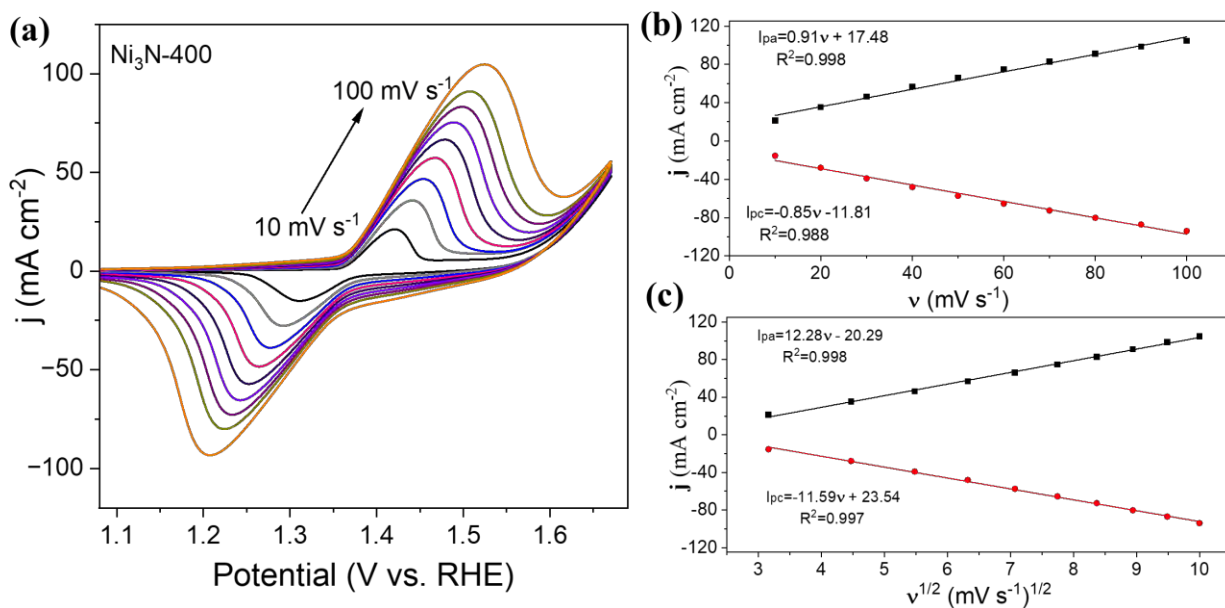 (a)
Ni₃N-400
100 mV s⁻¹
10 mV s⁻¹
100
50
0
−50
−100
j (mA cm⁻²)
1.1 1.2 1.3 1.4 1.5 1.6
Potential (V vs. RHE)
(b)
Ipa=0.91ν + 17.48
R²=0.998
Ipc=-0.85ν -11.81
R²=0.988
120
80
40
0
-40
-80
-120
j (mA cm⁻²)
0 20 40 60 80 100
ν (mV s⁻¹)
(c)
Ipa=12.28ν - 20.29
R²=0.998
Ipc=-11.59ν + 23.54
R²=0.997
120
80
40
0
-40
-80
-120
j (mA cm⁻²)
3 4 5 6 7 8 9 10
ν¹/² (mV s⁻¹)¹/²